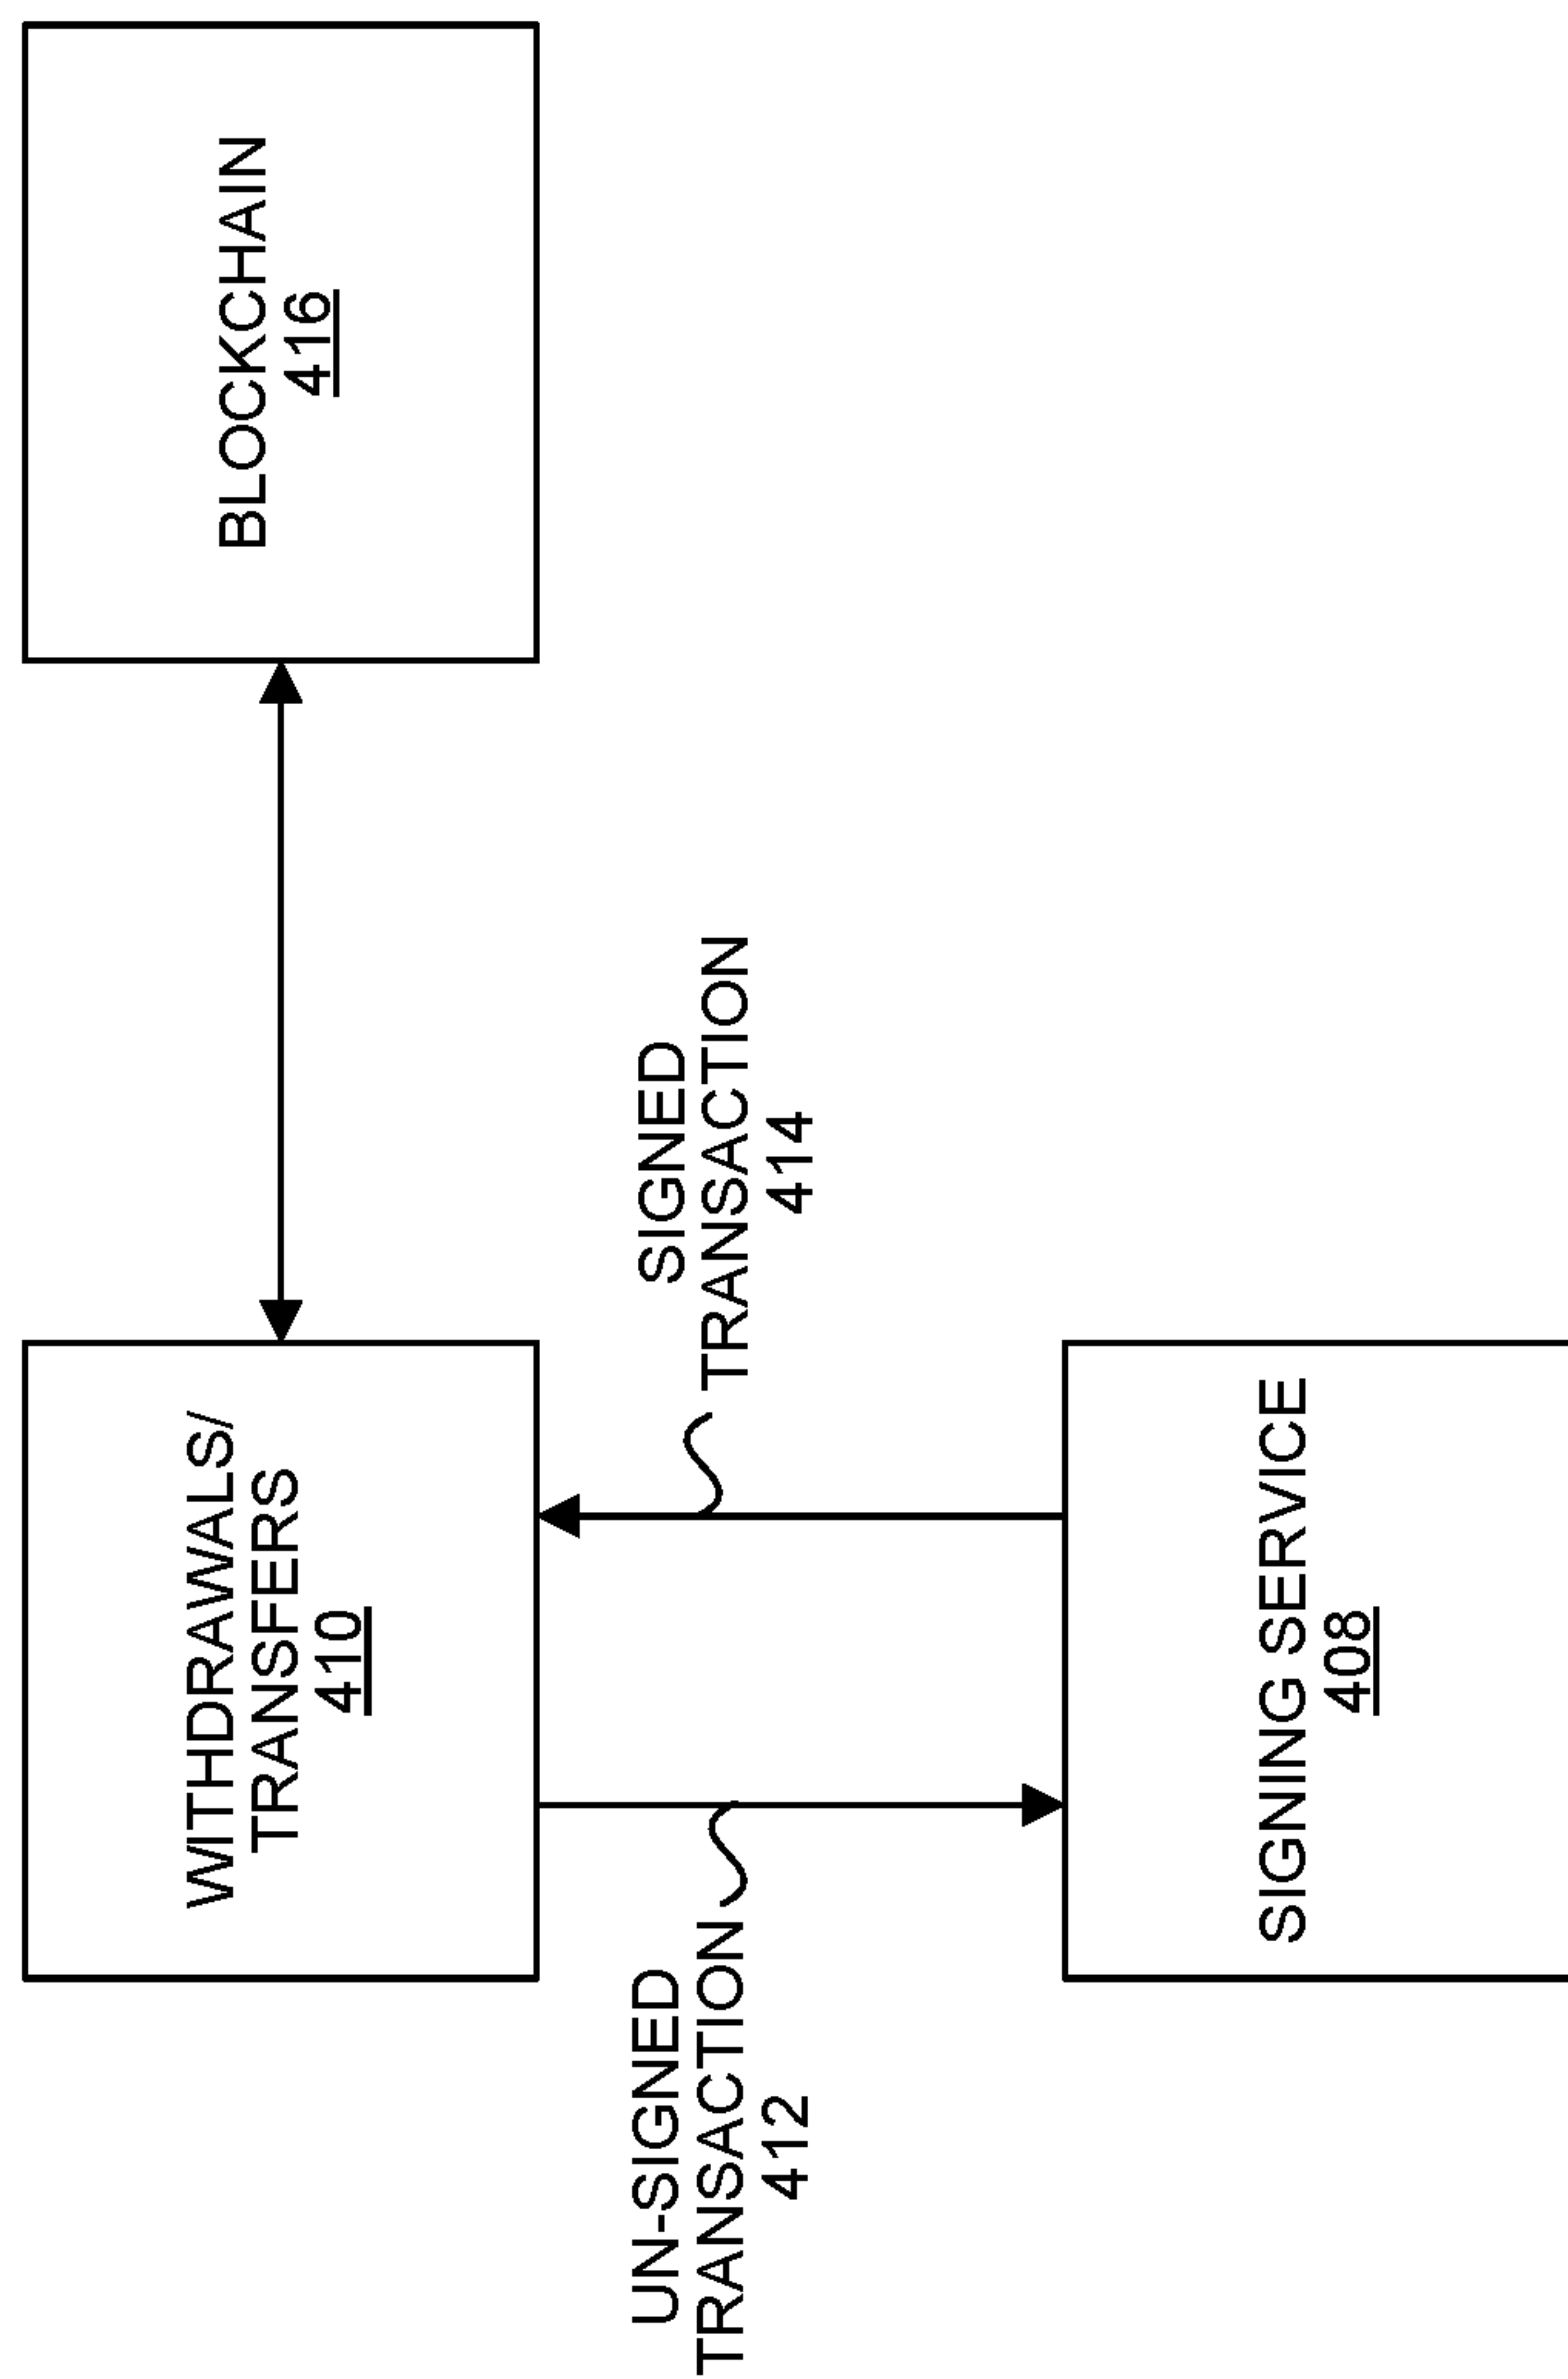 WITHDRAWALS/
TRANSFERS
410
BLOCKCHAIN
416
UN-SIGNED
TRANSACTION
412
SIGNED
TRANSACTION
414
SIGNING SERVICE
408